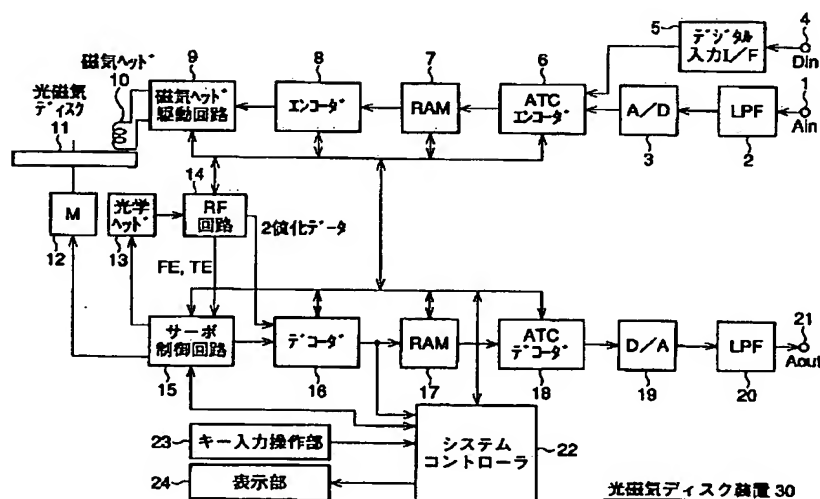 5
デジタル
入力I/F
4
Din
磁気ヘッド
10
光磁気
ディスク
11
9
磁気ヘッド
駆動回路
8
エンコーダ
7
RAM
6
ATC
エンコーダ
A/D
3
LPF
2
1
Ain
M
12
光学
ヘッド
13
14
RF
回路
2値化データ
FE, TE
サーボ
制御回路
15
デコーダ
16
RAM
17
ATC
デコーダ
18
D/A
19
LPF
20
21
Aout
23
キー入力操作部
24
表示部
システム
コントローラ
22
光磁気ディスク装置 30